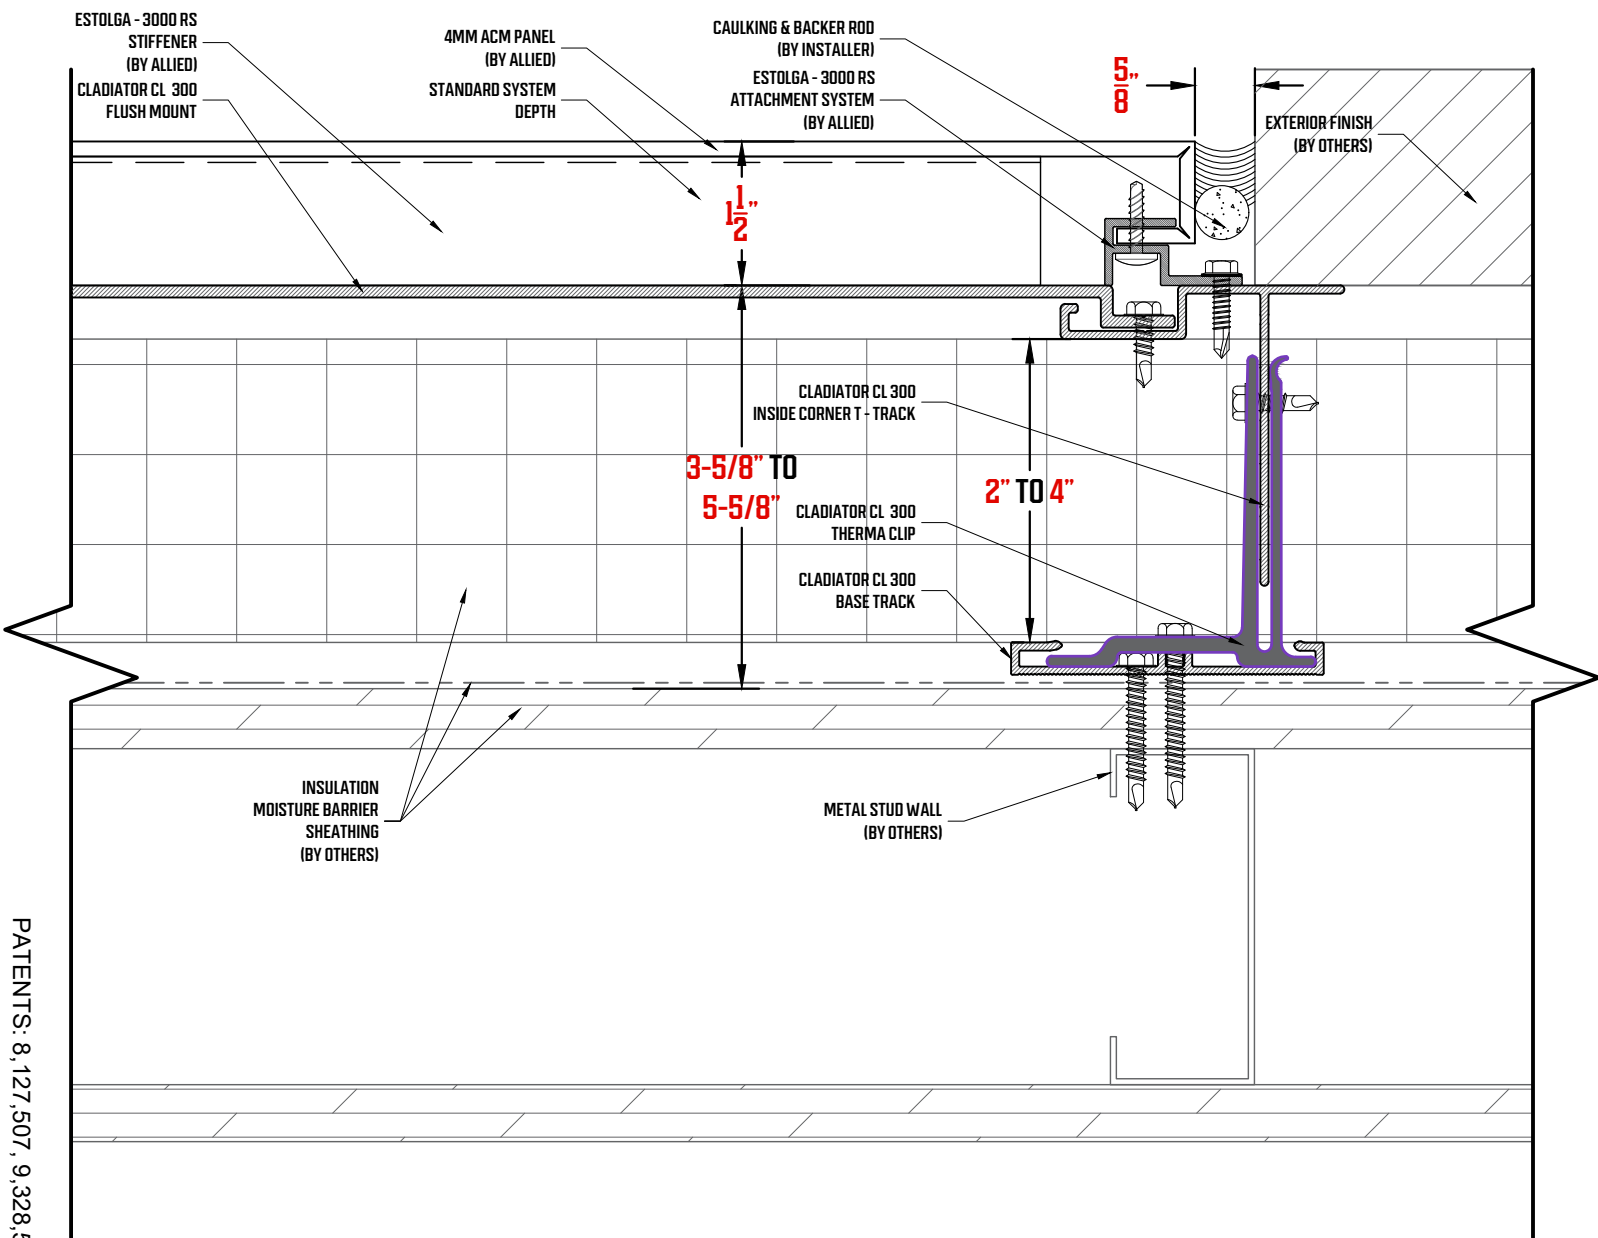 ESTOLGA - 3000 RS
STIFFENER
(BY ALLIED)
CLADIATOR CL 300
FLUSH MOUNT
4MM ACM PANEL
(BY ALLIED)
STANDARD SYSTEM
DEPTH
CAULKING & BACKER ROD
(BY INSTALLER)
ESTOLGA - 3000 RS
ATTACHMENT SYSTEM
(BY ALLIED)
5/8"
EXTERIOR FINISH
(BY OTHERS)
1 1/2"
CLADIATOR CL 300
INSIDE CORNER T - TRACK
3-5/8" TO
5-5/8"
2" TO 4"
CLADIATOR CL 300
THERMA CLIP
CLADIATOR CL 300
BASE TRACK
INSULATION
MOISTURE BARRIER
SHEATHING
(BY OTHERS)
METAL STUD WALL
(BY OTHERS)
PATENTS: 8,127,507, 9,328,